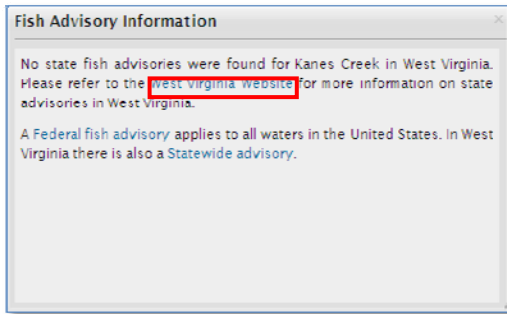 Fish Advisory Information
No state fish advisories were found for Kanes Creek in West Virginia.
Please refer to the West Virginia Website for more information on state
advisories in West Virginia.
A Federal fish advisory applies to all waters in the United States. In West
Virginia there is also a Statewide advisory.